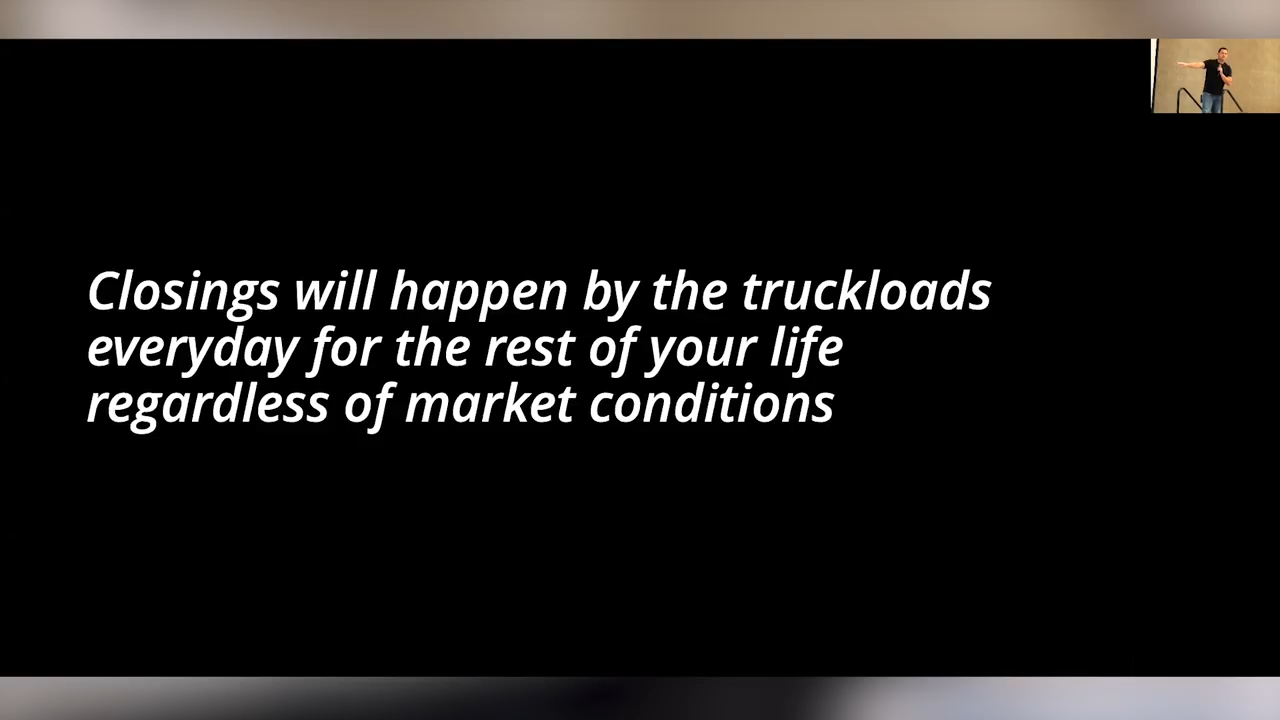 Closings will happen by the truckloads
everyday for the rest of your life
regardless of market conditions